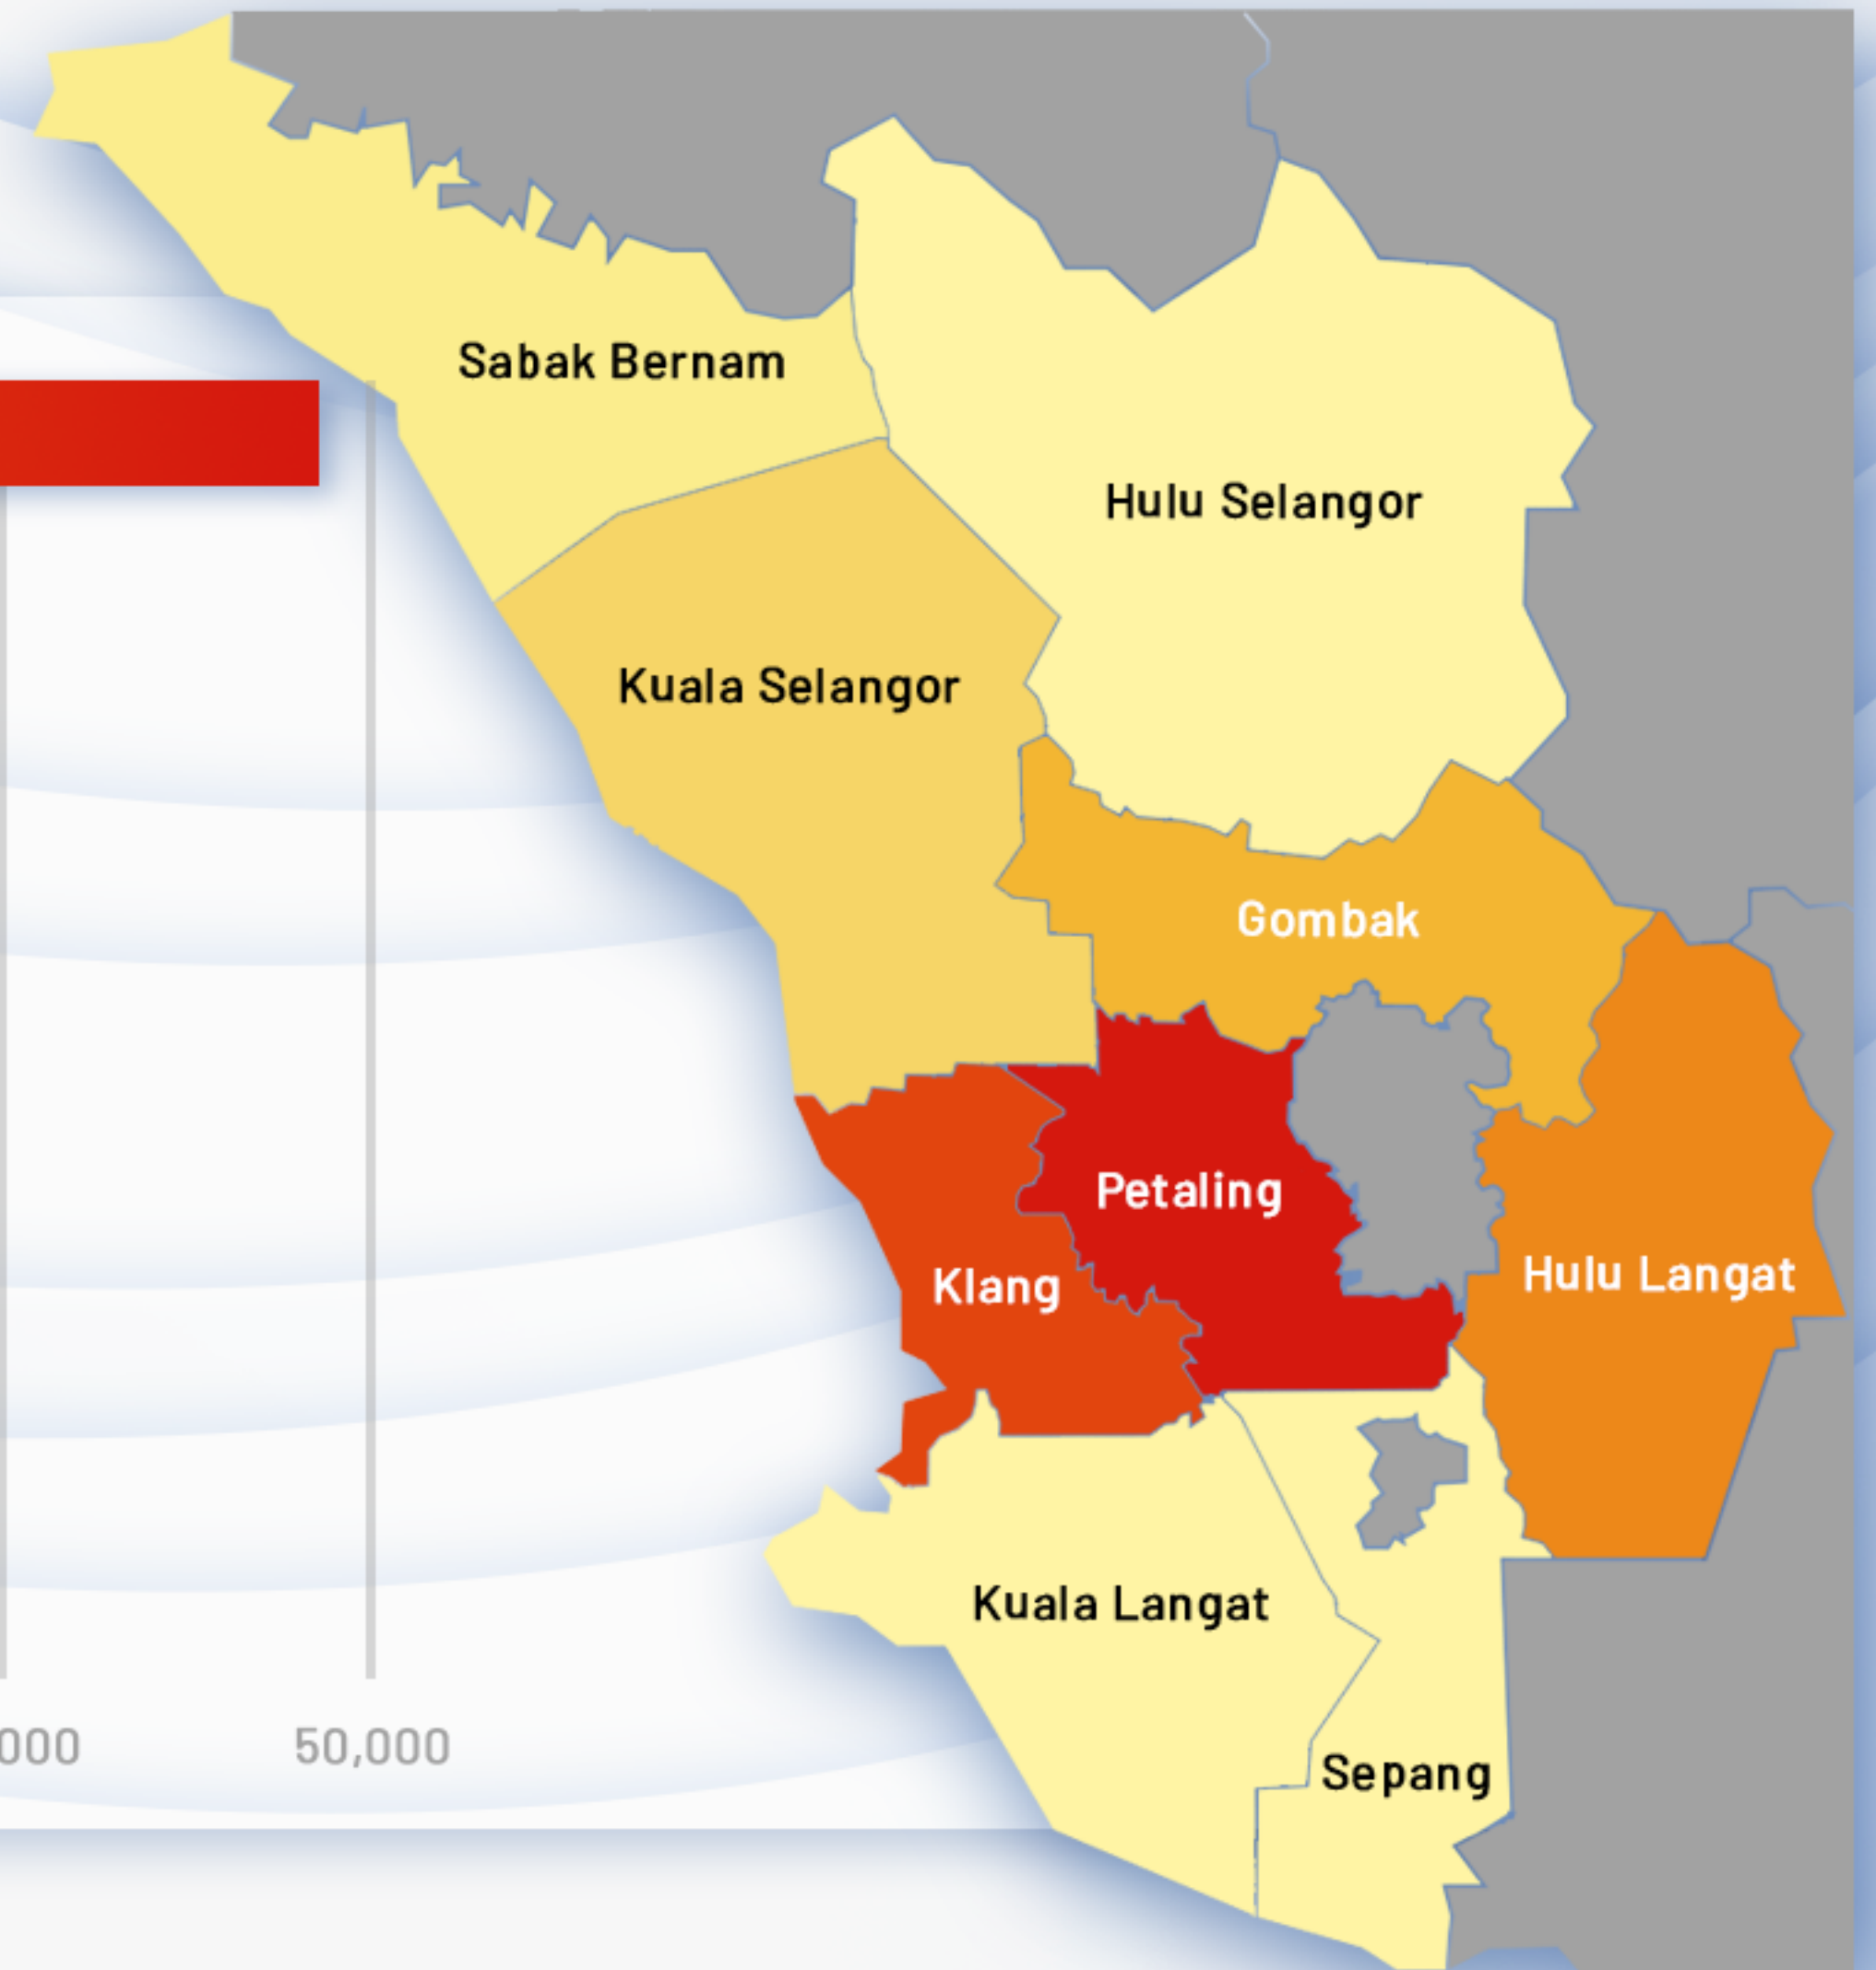 Sabak Bernam
Hulu Selangor
Kuala Selangor
Gombak
Petaling
Klang
Hulu Langat
Kuala Langat
Sepang
000 50,000